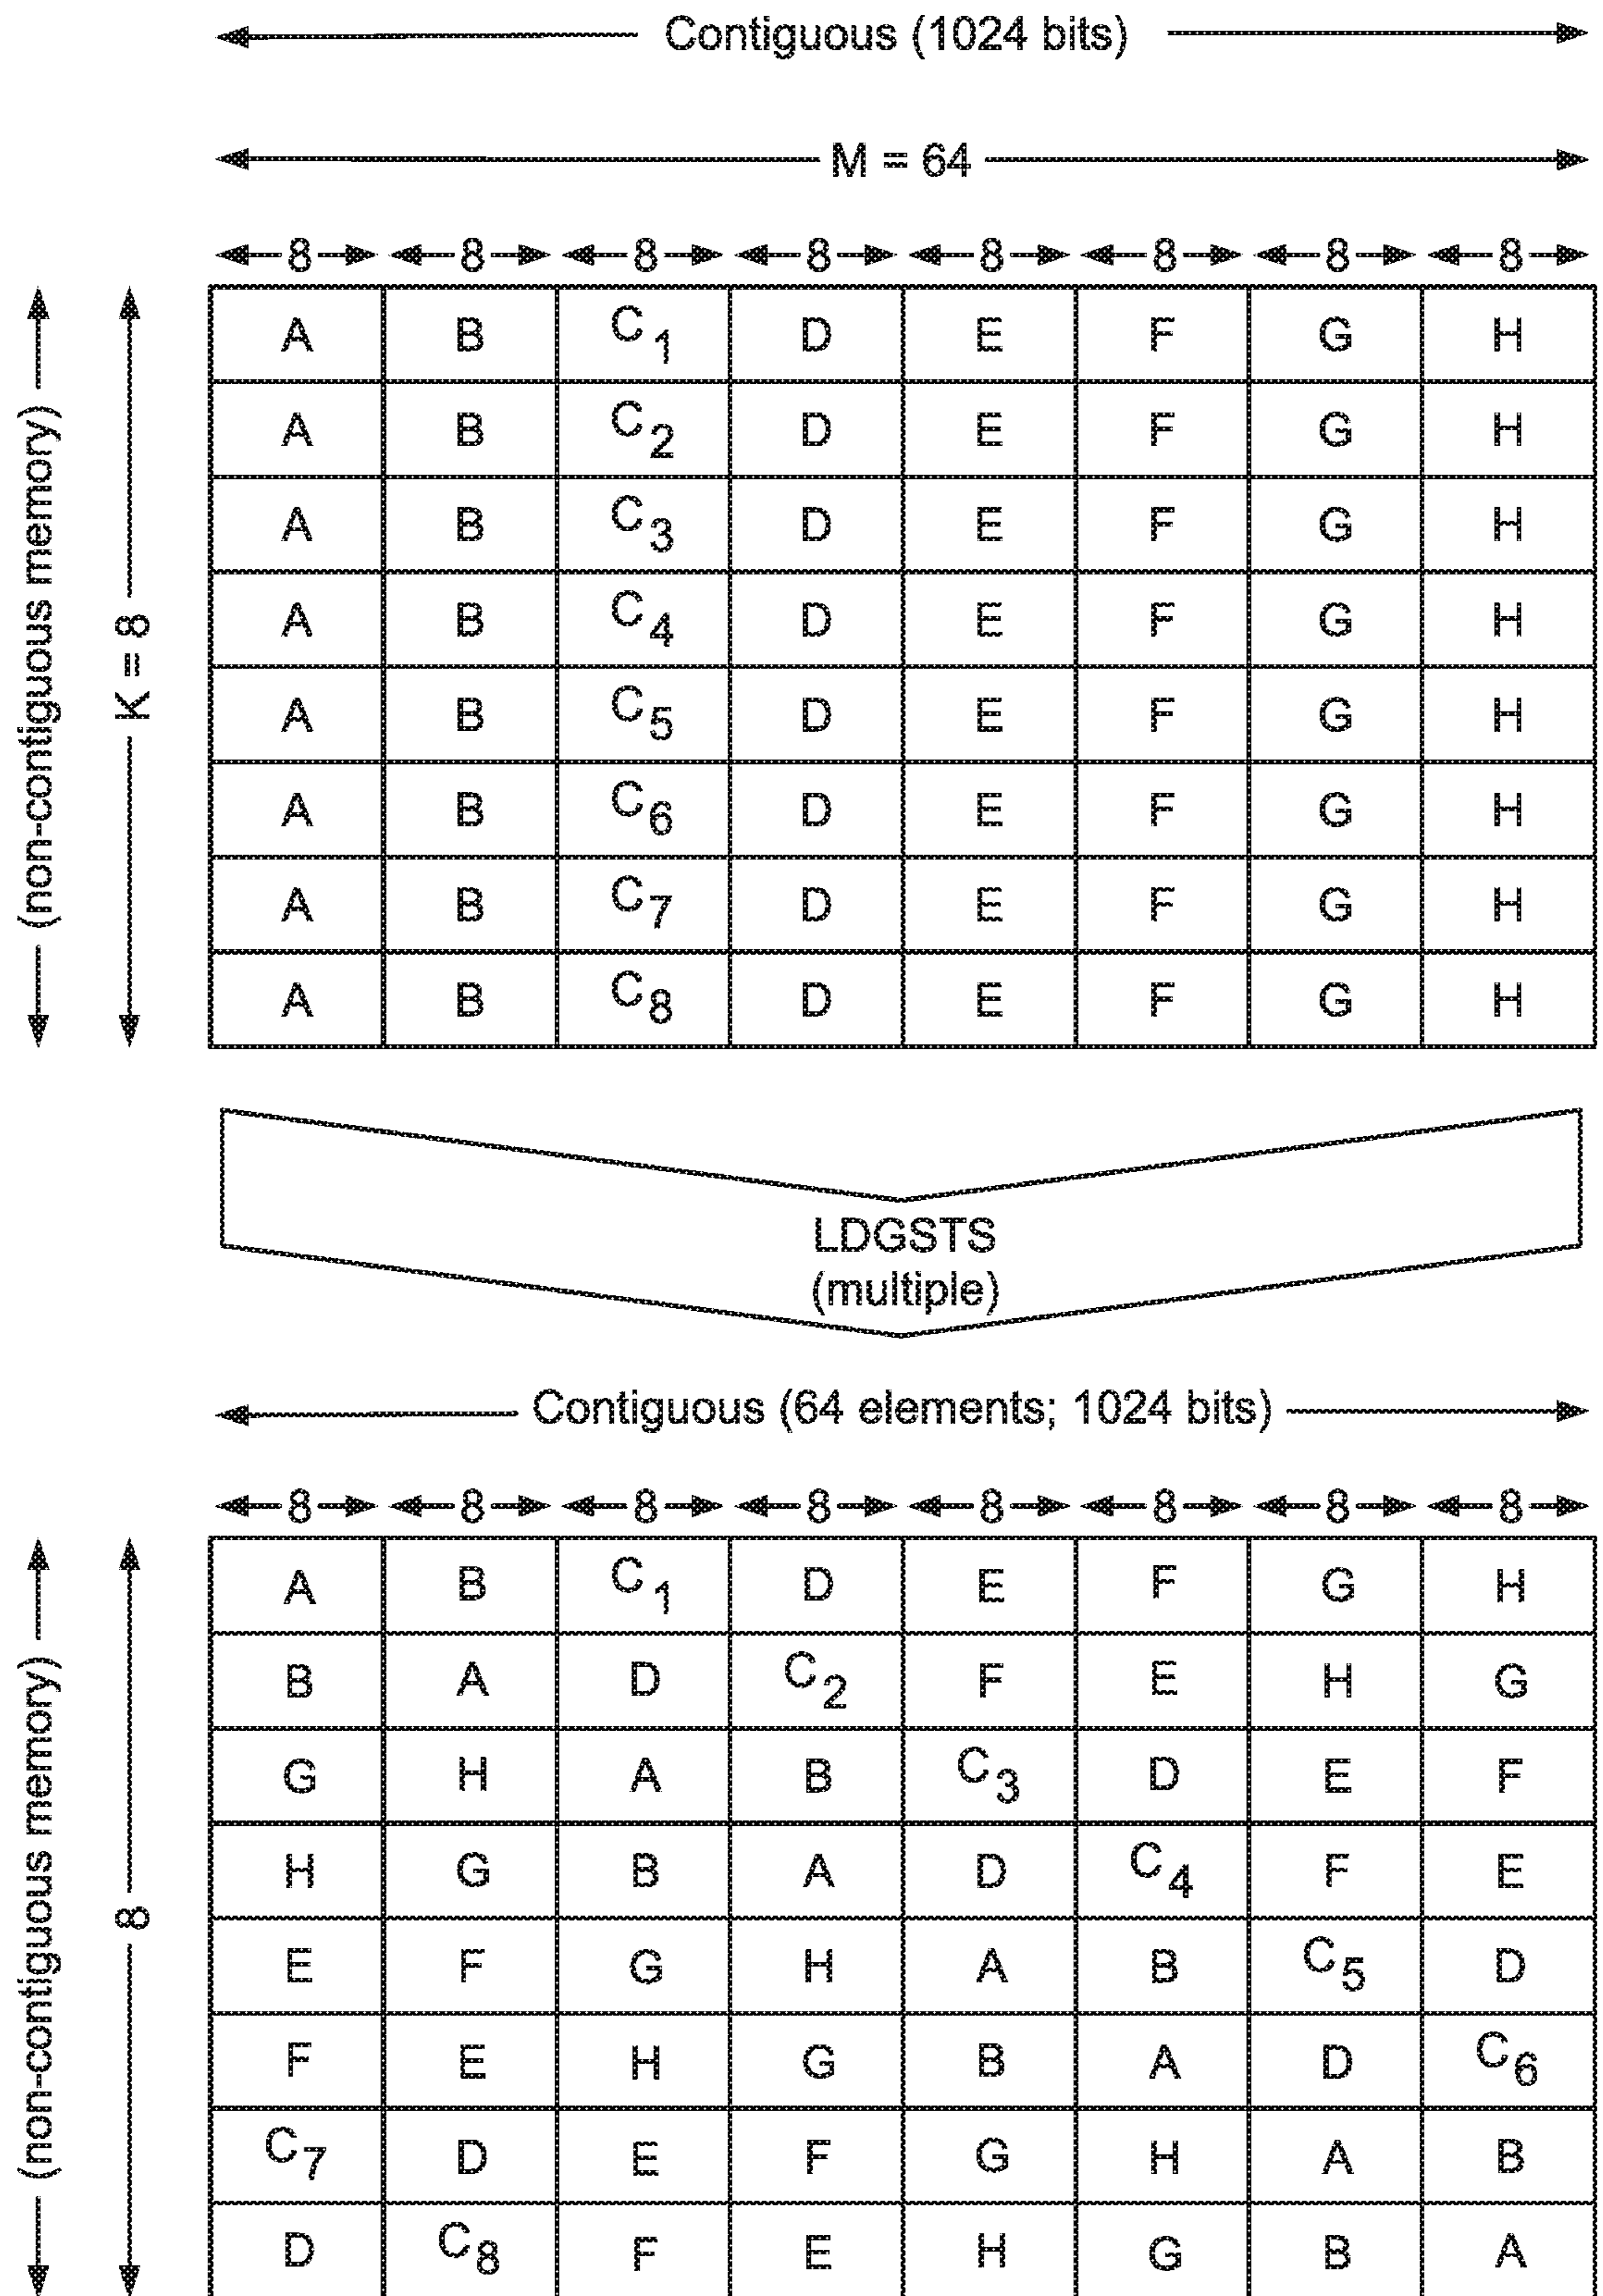 Contiguous (1024 bits)
M = 64
8 8 8 8 8 8 8 8
(non-contiguous memory)
K = 8
A B C1 D E F G H
A B C2 D E F G H
A B C3 D E F G H
A B C4 D E F G H
A B C5 D E F G H
A B C6 D E F G H
A B C7 D E F G H
A B C8 D E F G H
LDGSTS
(multiple)
Contiguous (64 elements; 1024 bits)
8 8 8 8 8 8 8 8
(non-contiguous memory)
8
A B C1 D E F G H
B A D C2 F E H G
G H A B C3 D E F
H G B A D C4 F E
E F G H A B C5 D
F E H G B A D C6
C7 D E F G H A B
D C8 F E H G B A